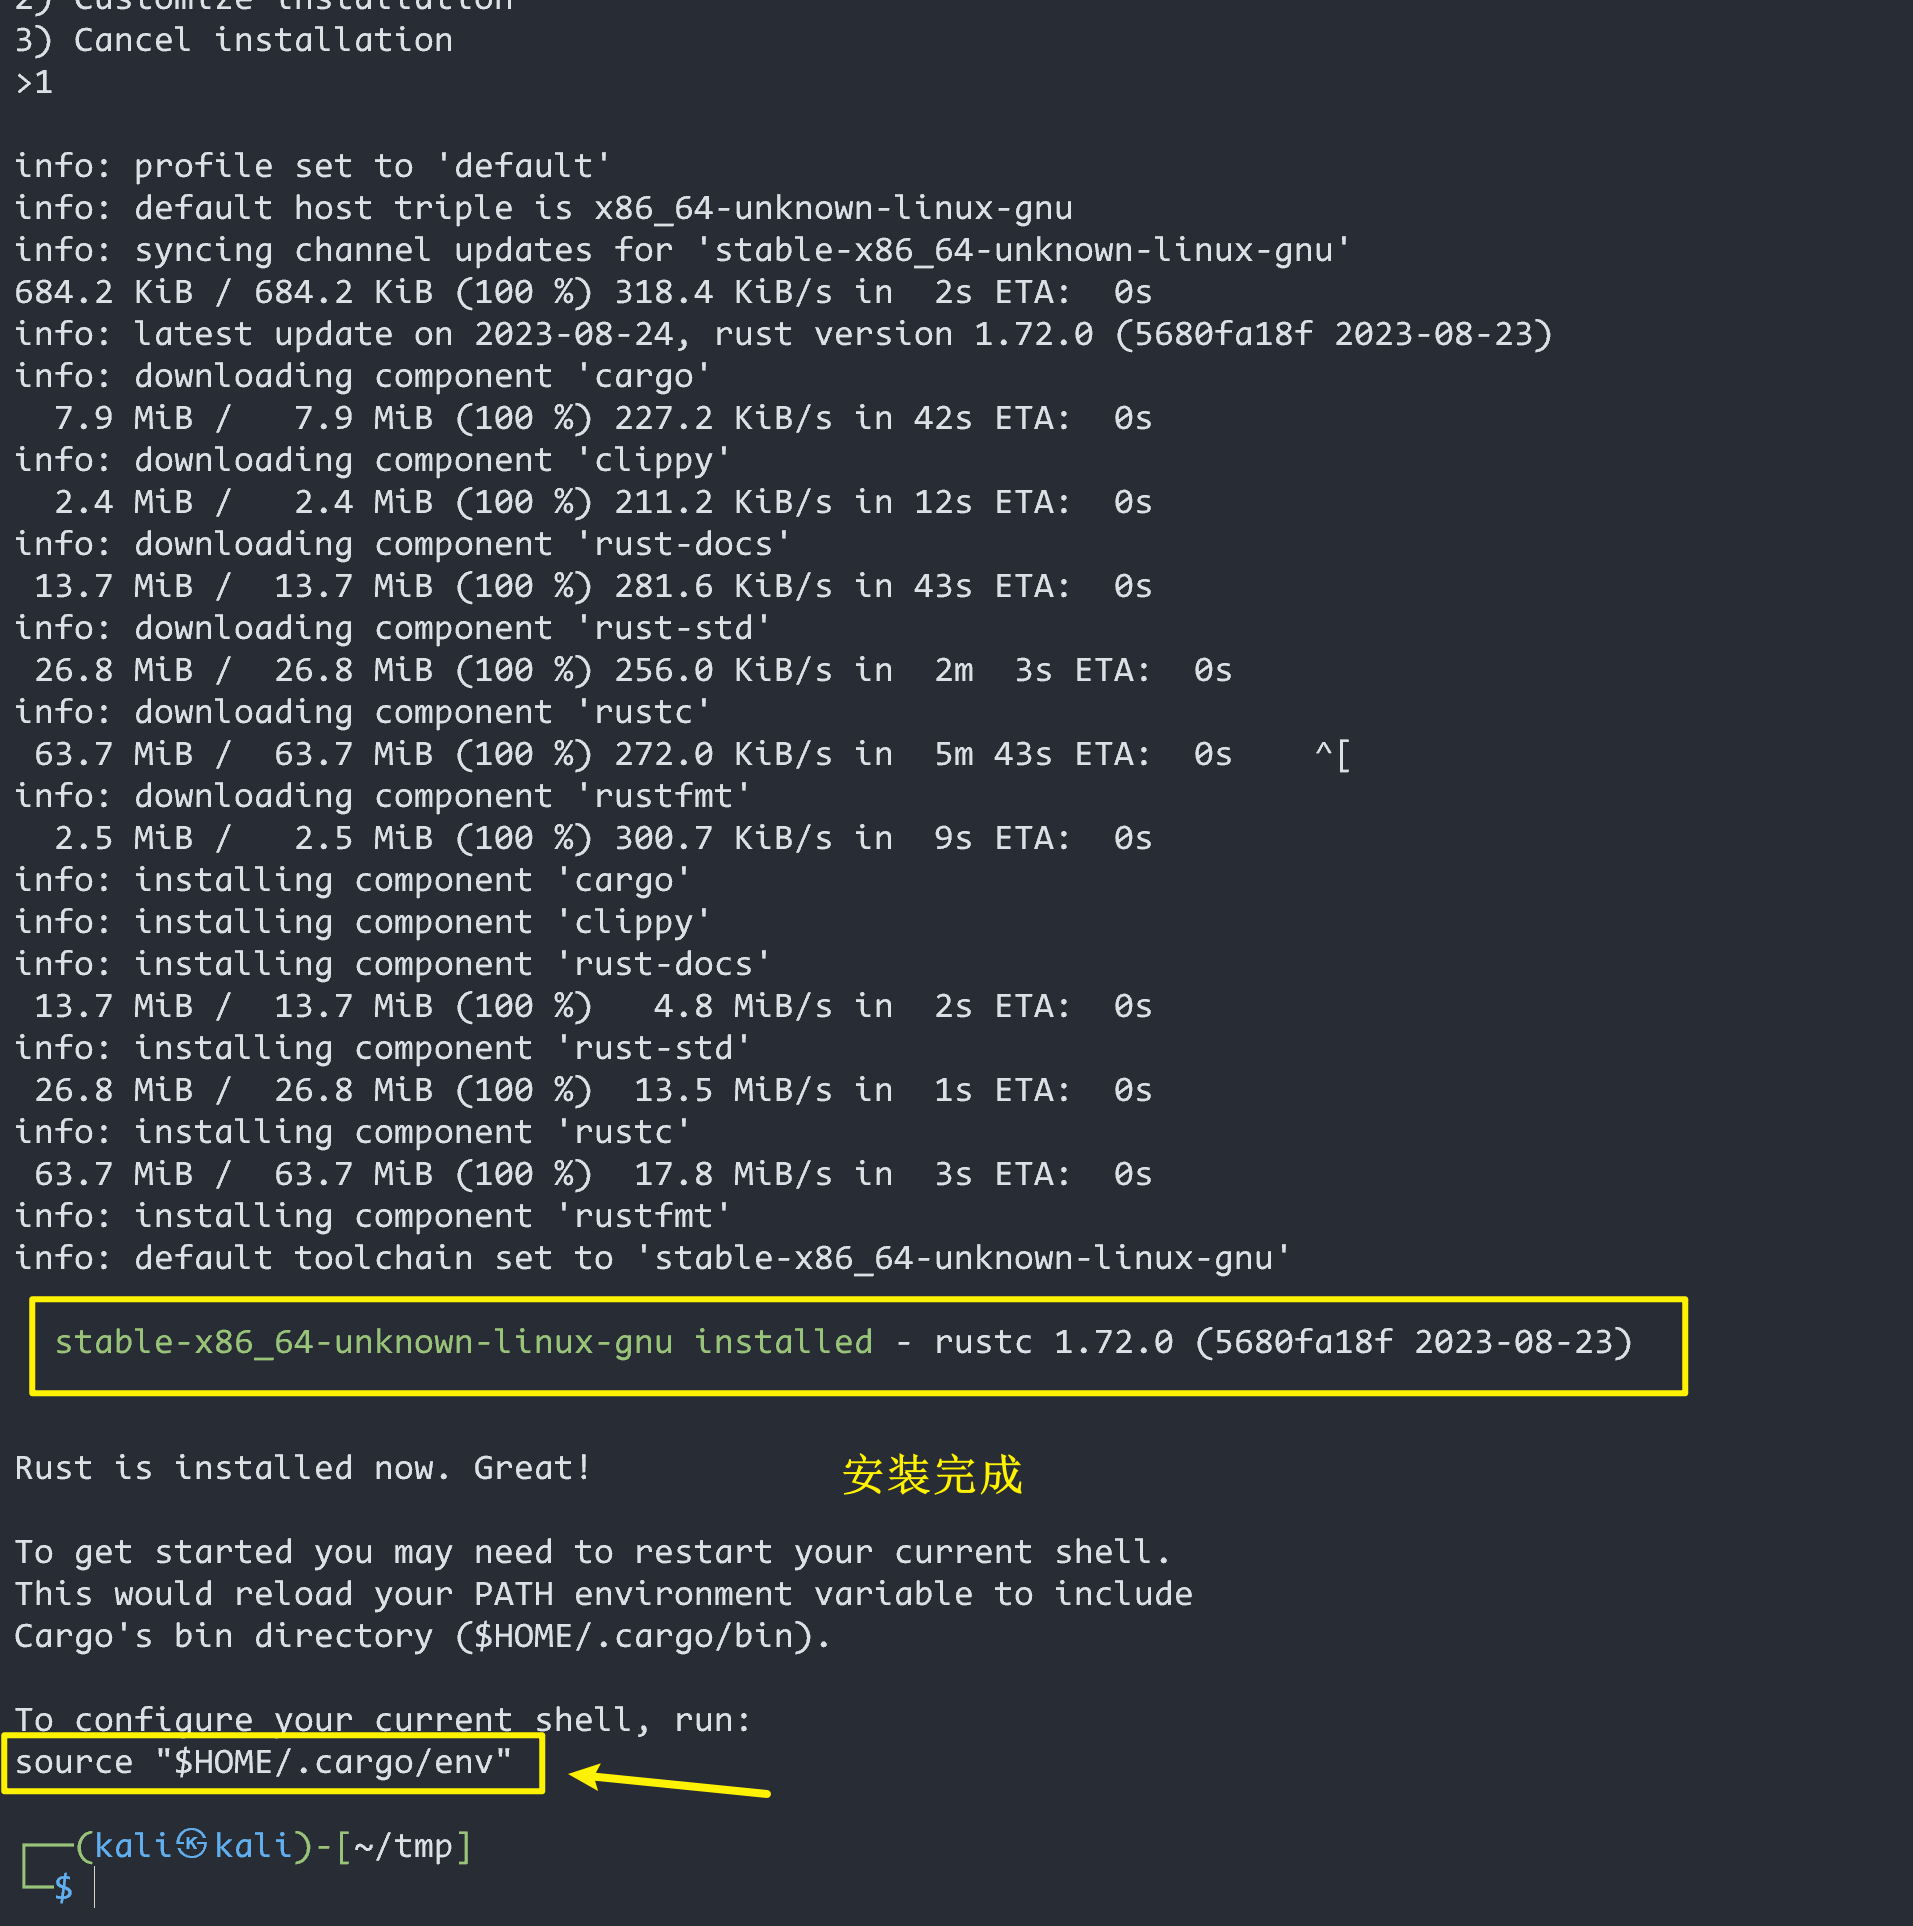 2) Customize installation
3) Cancel installation
>1
info: profile set to 'default'
info: default host triple is x86_64-unknown-linux-gnu
info: syncing channel updates for 'stable-x86_64-unknown-linux-gnu'
684.2 KiB / 684.2 KiB (100 %) 318.4 KiB/s in  2s ETA:  0s
info: latest update on 2023-08-24, rust version 1.72.0 (5680fa18f 2023-08-23)
info: downloading component 'cargo'
  7.9 MiB /   7.9 MiB (100 %) 227.2 KiB/s in 42s ETA:  0s
info: downloading component 'clippy'
  2.4 MiB /   2.4 MiB (100 %) 211.2 KiB/s in 12s ETA:  0s
info: downloading component 'rust-docs'
 13.7 MiB /  13.7 MiB (100 %) 281.6 KiB/s in 43s ETA:  0s
info: downloading component 'rust-std'
 26.8 MiB /  26.8 MiB (100 %) 256.0 KiB/s in  2m  3s ETA:  0s
info: downloading component 'rustc'
 63.7 MiB /  63.7 MiB (100 %) 272.0 KiB/s in  5m 43s ETA:  0s    ^[
info: downloading component 'rustfmt'
  2.5 MiB /   2.5 MiB (100 %) 300.7 KiB/s in  9s ETA:  0s
info: installing component 'cargo'
info: installing component 'clippy'
info: installing component 'rust-docs'
 13.7 MiB /  13.7 MiB (100 %)   4.8 MiB/s in  2s ETA:  0s
info: installing component 'rust-std'
 26.8 MiB /  26.8 MiB (100 %)  13.5 MiB/s in  1s ETA:  0s
info: installing component 'rustc'
 63.7 MiB /  63.7 MiB (100 %)  17.8 MiB/s in  3s ETA:  0s
info: installing component 'rustfmt'
info: default toolchain set to 'stable-x86_64-unknown-linux-gnu'
stable-x86_64-unknown-linux-gnu installed - rustc 1.72.0 (5680fa18f 2023-08-23)
Rust is installed now. Great!
安装完成
To get started you may need to restart your current shell.
This would reload your PATH environment variable to include
Cargo's bin directory ($HOME/.cargo/bin).
To configure your current shell, run:
source "$HOME/.cargo/env"
┌──(kali㉿kali)-[~/tmp]
└─$